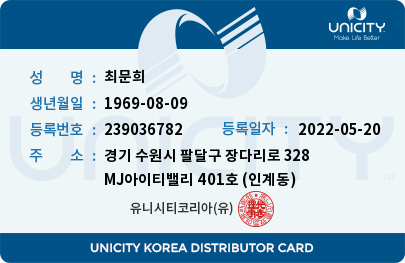 UNICITY
Make Life Better
성 명 : 최문희
생년월일 : 1969-08-09
등록번호 : 239036782 등록일자 : 2022-05-20
주 소 : 경기 수원시 팔달구 장다리로 328
MJ아이티밸리 401호 (인계동)
유니시티코리아(유)
UNICITY
UNICITY KOREA DISTRIBUTOR CARD